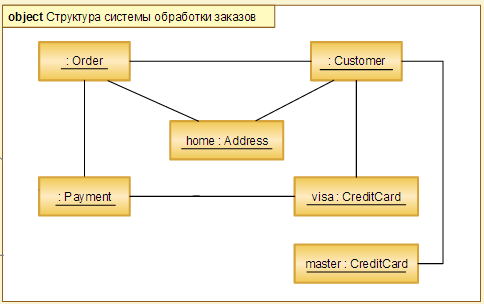 object Структура системы обработки заказов
: Order
: Customer
home : Address
: Payment
visa : CreditCard
master : CreditCard